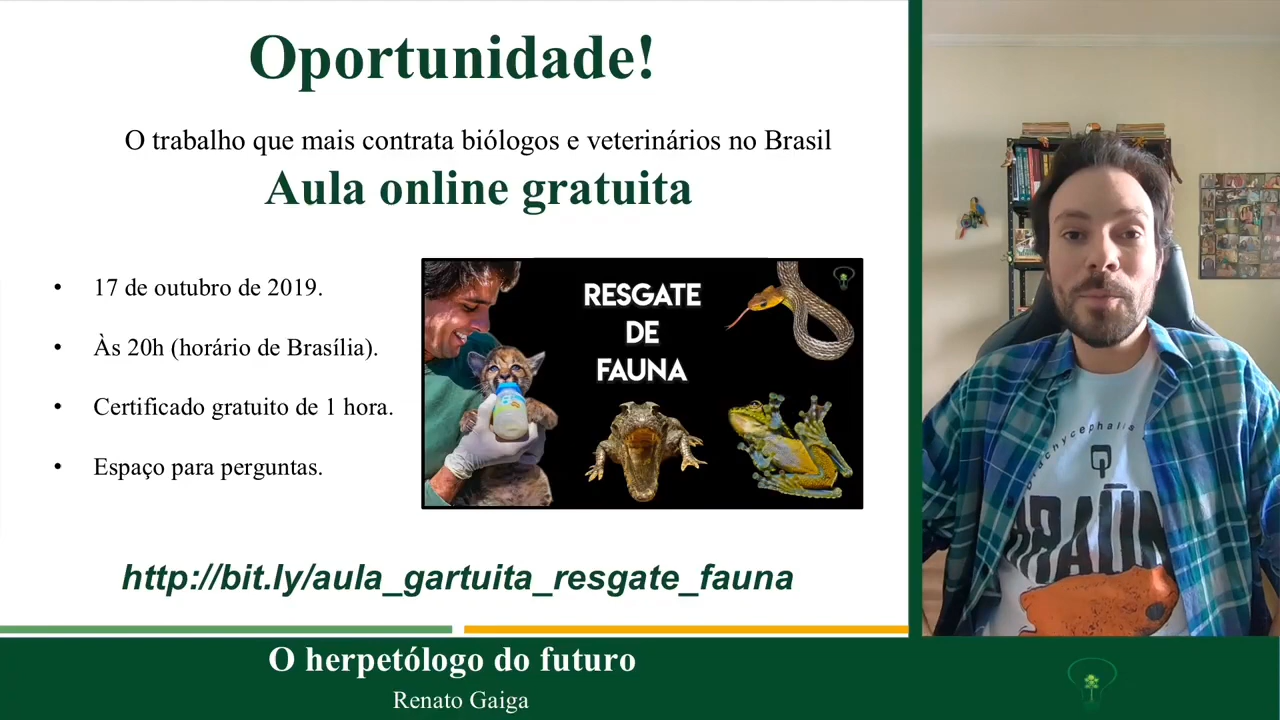 Oportunidade!
O trabalho que mais contrata biólogos e veterinários no Brasil
Aula online gratuita
• 17 de outubro de 2019.
• Às 20h (horário de Brasília).
• Certificado gratuito de 1 hora.
• Espaço para perguntas.
RESGATE
DE
FAUNA
http://bit.ly/aula_gartuita_resgate_fauna
O herpetólogo do futuro
Renato Gaiga